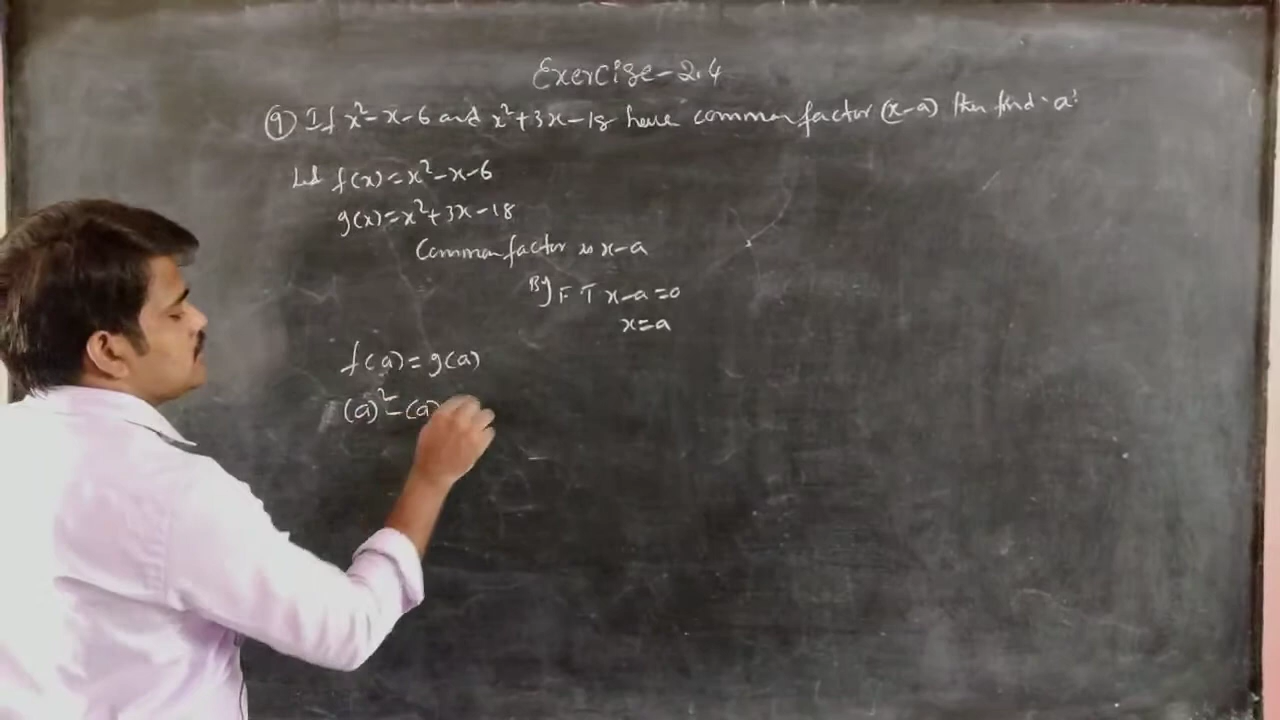 Exercise-2.4
⑨ If x²-x-6 and x²+3x-18 have common factor (x-a) then find 'a'
Let f(x)=x²-x-6
g(x)=x²+3x-18
Common factor is x-a
By F T x-a=0
x=a
f(a)=g(a)
(a)²-(a)